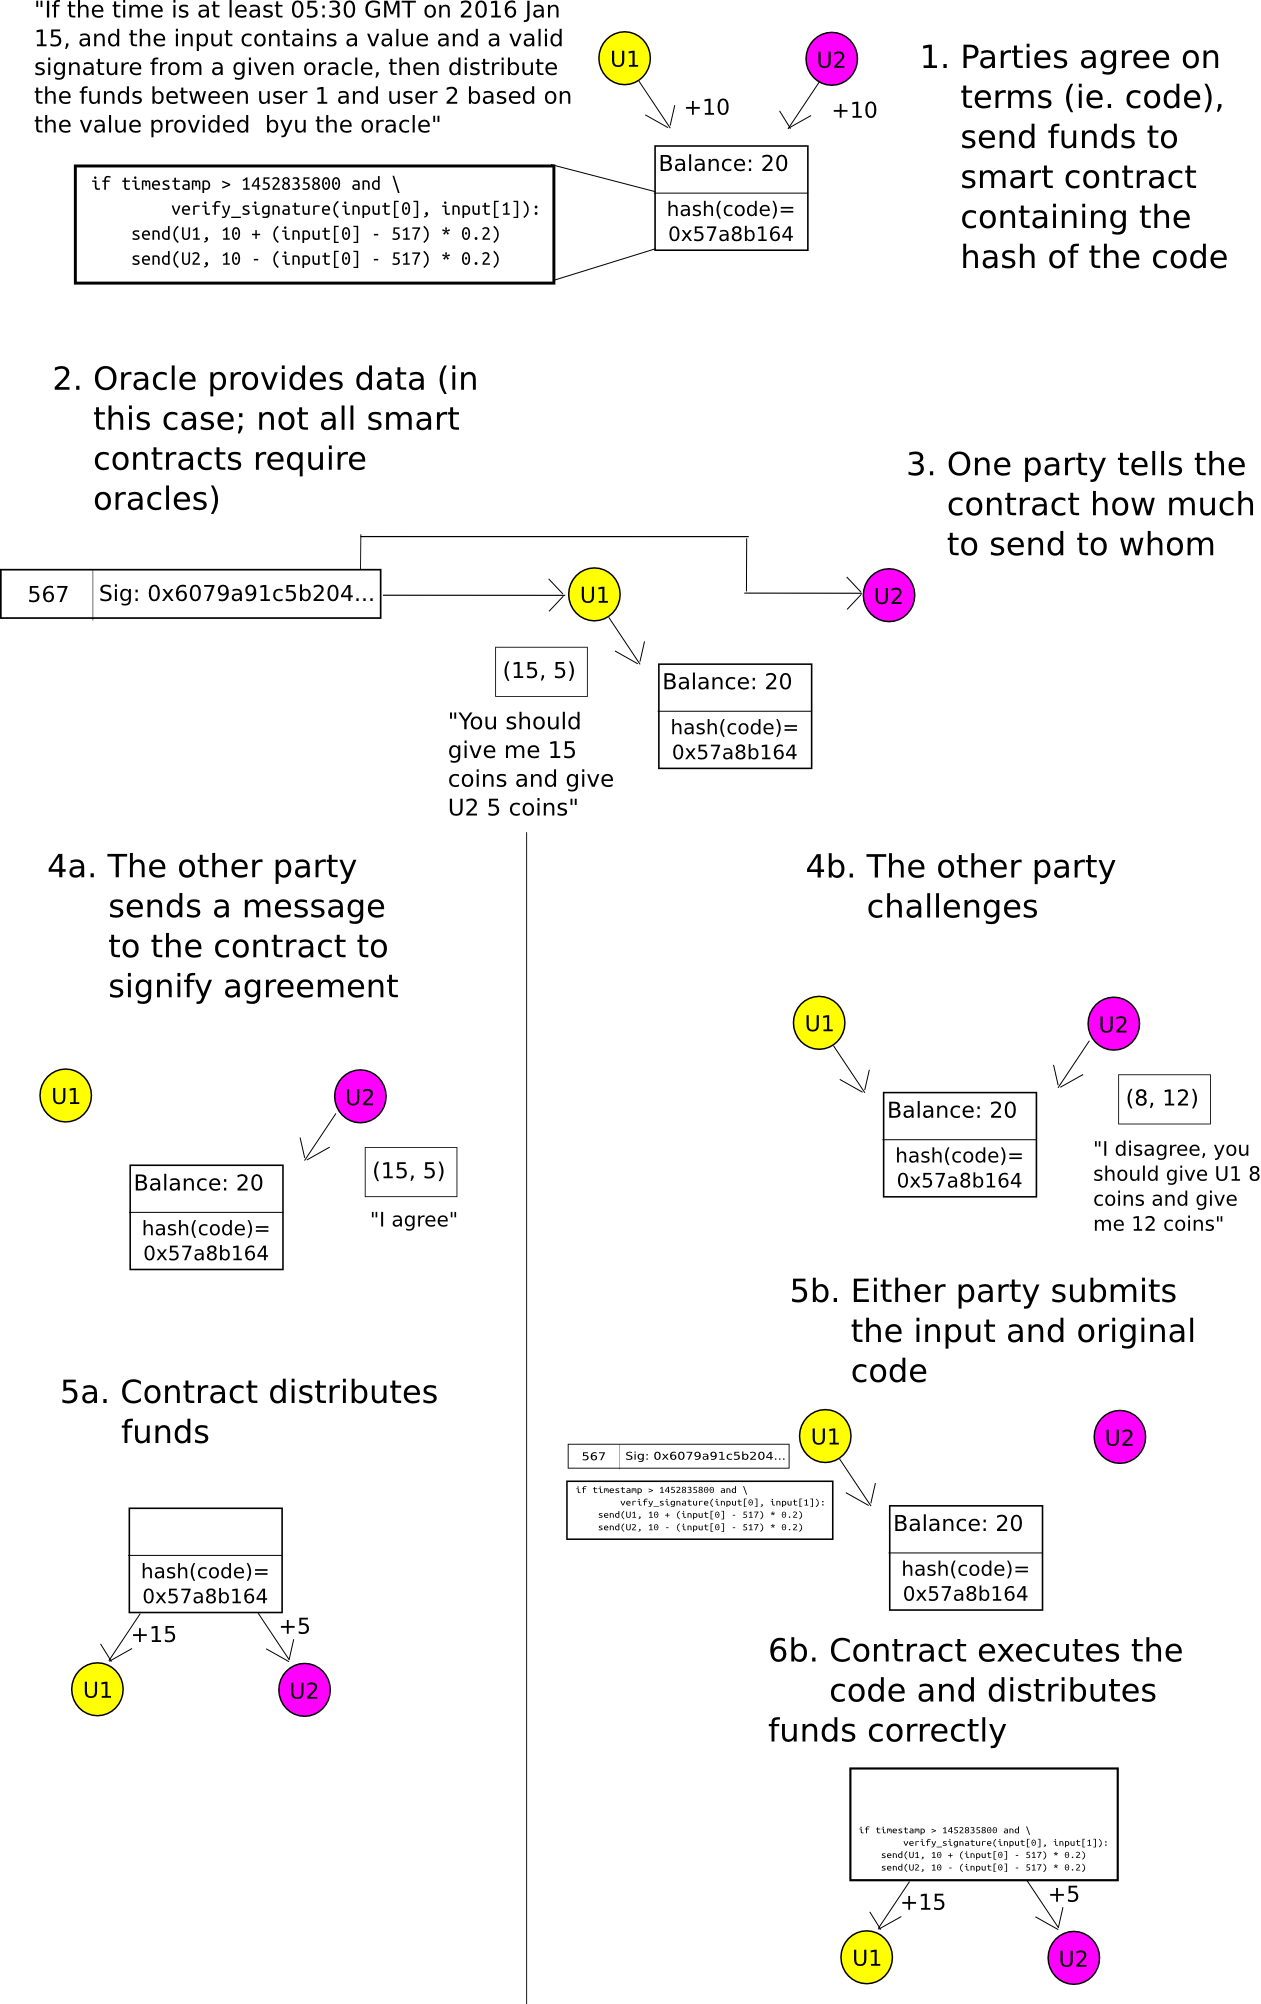 "If the time is at least 05:30 GMT on 2016 Jan
15, and the input contains a value and a valid
signature from a given oracle, then distribute
the funds between user 1 and user 2 based on
the value provided  byu the oracle"
if timestamp > 1452835800 and \
verify_signature(input[0], input[1]):
send(U1, 10 + (input[0] - 517) * 0.2)
send(U2, 10 - (input[0] - 517) * 0.2)
U1
U2
+10
+10
Balance: 20
hash(code)=
0x57a8b164
1. Parties agree on
terms (ie. code),
send funds to
smart contract
containing the
hash of the code
2. Oracle provides data (in
this case; not all smart
contracts require
oracles)
3. One party tells the
contract how much
to send to whom
567
Sig: 0x6079a91c5b204...
U1
U2
(15, 5)
"You should
give me 15
coins and give
U2 5 coins"
Balance: 20
hash(code)=
0x57a8b164
4a. The other party
sends a message
to the contract to
signify agreement
U1
U2
Balance: 20
hash(code)=
0x57a8b164
(15, 5)
"I agree"
5a. Contract distributes
funds
hash(code)=
0x57a8b164
+15
+5
U1
U2
4b. The other party
challenges
U1
U2
Balance: 20
hash(code)=
0x57a8b164
(8, 12)
"I disagree, you
should give U1 8
coins and give
me 12 coins"
5b. Either party submits
the input and original
code
U1
U2
567
Sig: 0x6079a91c5b204...
if timestamp > 1452835800 and \
verify_signature(input[0], input[1]):
send(U1, 10 + (input[0] - 517) * 0.2)
send(U2, 10 - (input[0] - 517) * 0.2)
Balance: 20
hash(code)=
0x57a8b164
6b. Contract executes the
code and distributes
funds correctly
if timestamp > 1452835800 and \
verify_signature(input[0], input[1]):
send(U1, 10 + (input[0] - 517) * 0.2)
send(U2, 10 - (input[0] - 517) * 0.2)
+15
+5
U1
U2